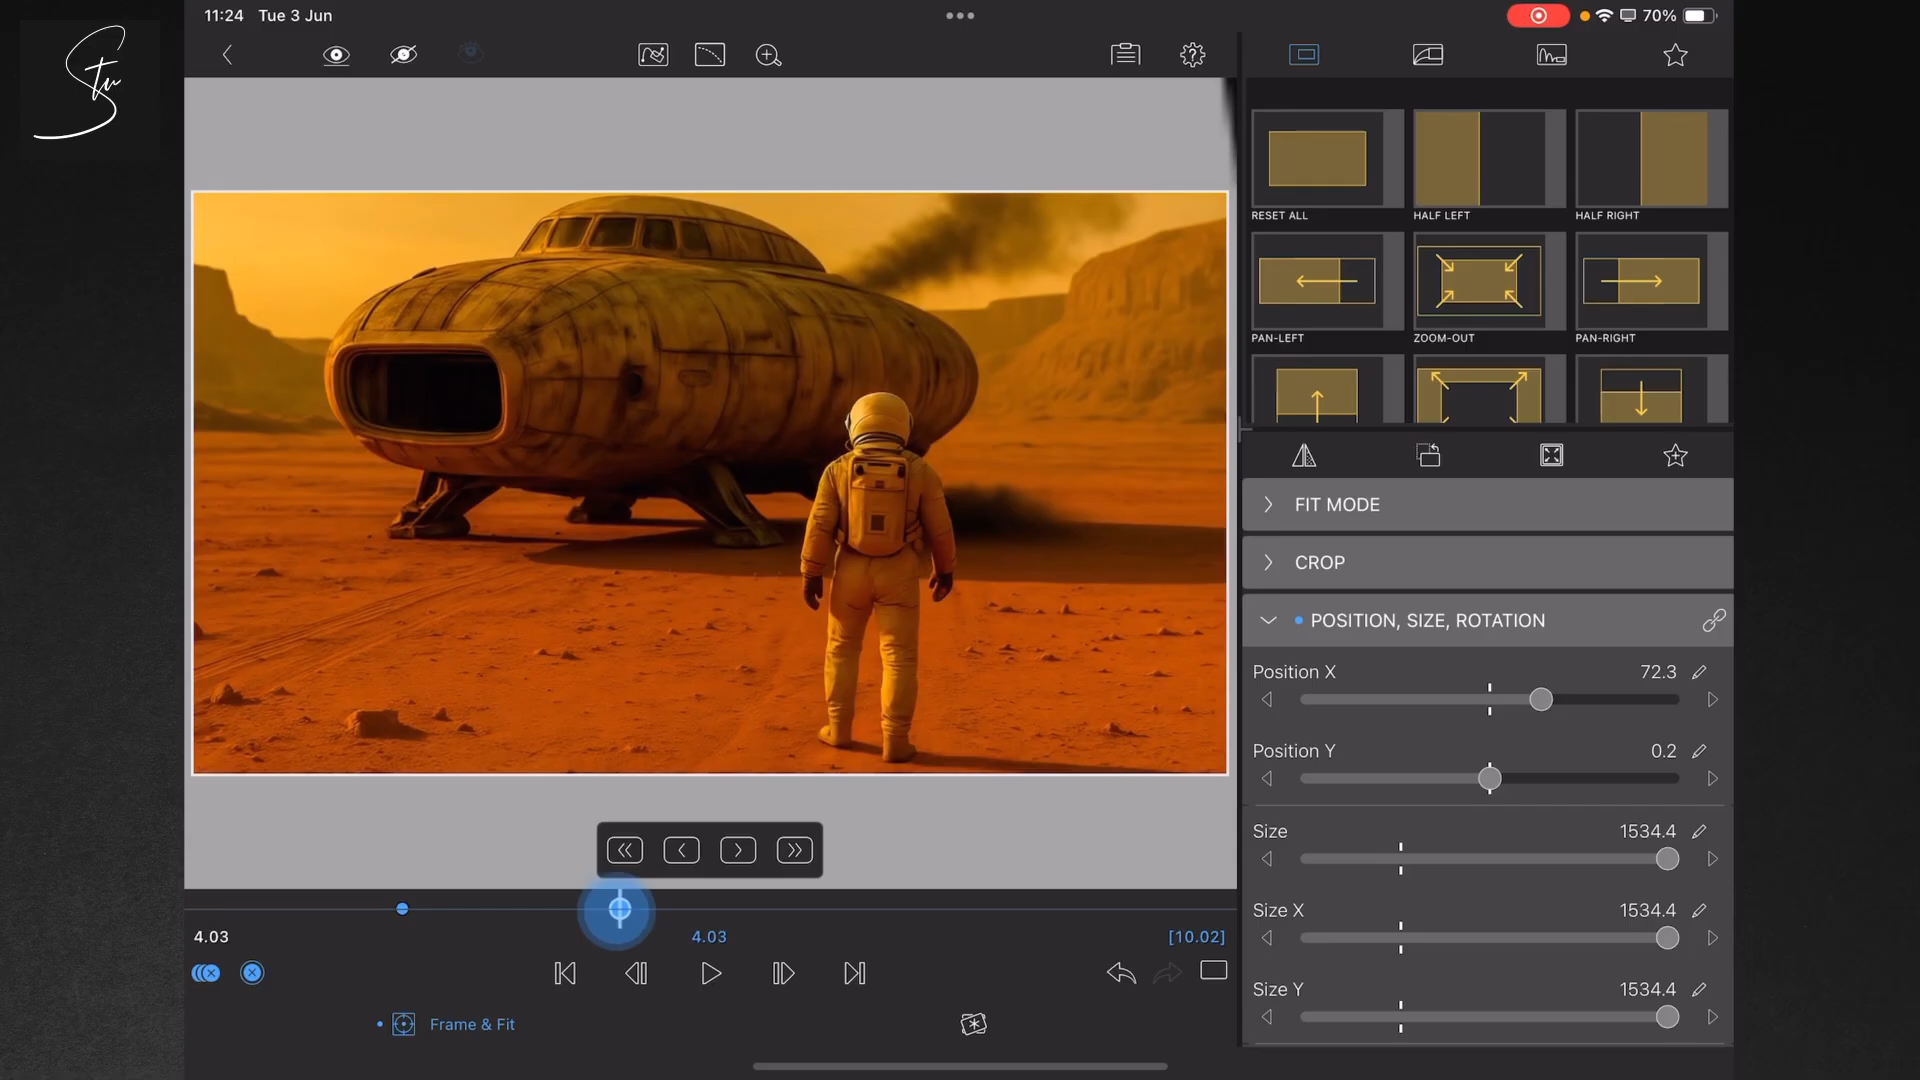 Stu
11:24 Tue 3 Jun
70%
RESET ALL
HALF LEFT
HALF RIGHT
PAN-LEFT
ZOOM-OUT
PAN-RIGHT
FIT MODE
CROP
POSITION, SIZE, ROTATION
Position X 72.3
Position Y 0.2
Size 1534.4
Size X 1534.4
Size Y 1534.4
4.03
4.03
[10.02]
Frame & Fit